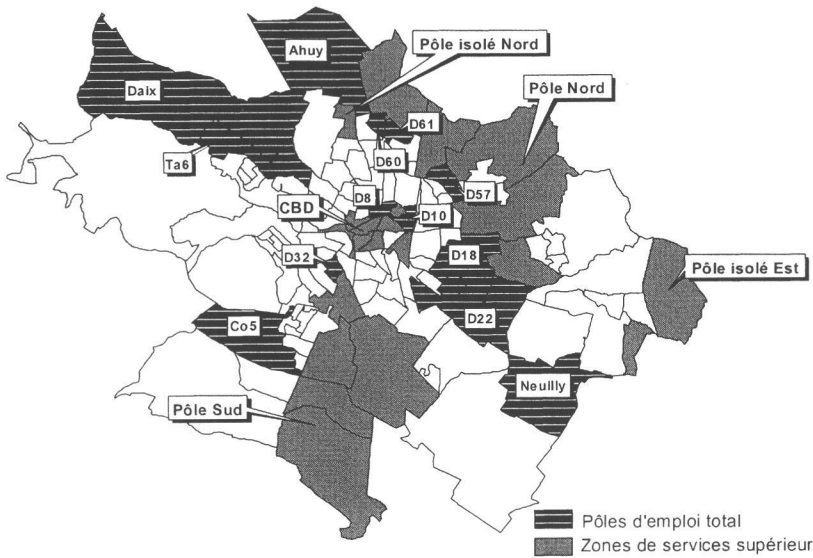 Ahuy
Pôle isolé Nord
Daix
Pôle Nord
D61
Ta6
D60
D8
D57
CBD
D10
D32
D18
Pôle isolé Est
Co5
D22
Neuilly
Pôle Sud
Pôles d'emploi total
Zones de services supérieur